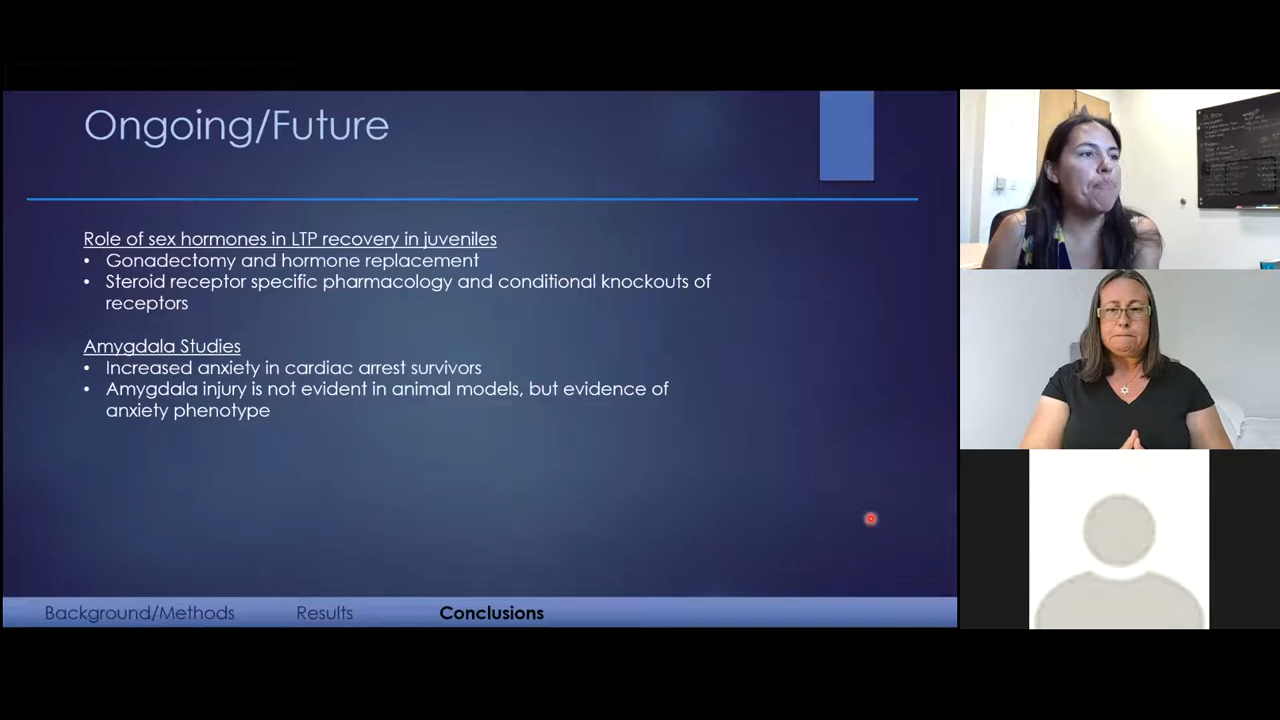 Ongoing/Future
Role of sex hormones in LTP recovery in juveniles
• Gonadectomy and hormone replacement
• Steroid receptor specific pharmacology and conditional knockouts of
receptors
Amygdala Studies
• Increased anxiety in cardiac arrest survivors
• Amygdala injury is not evident in animal models, but evidence of
anxiety phenotype
Background/Methods
Results
Conclusions